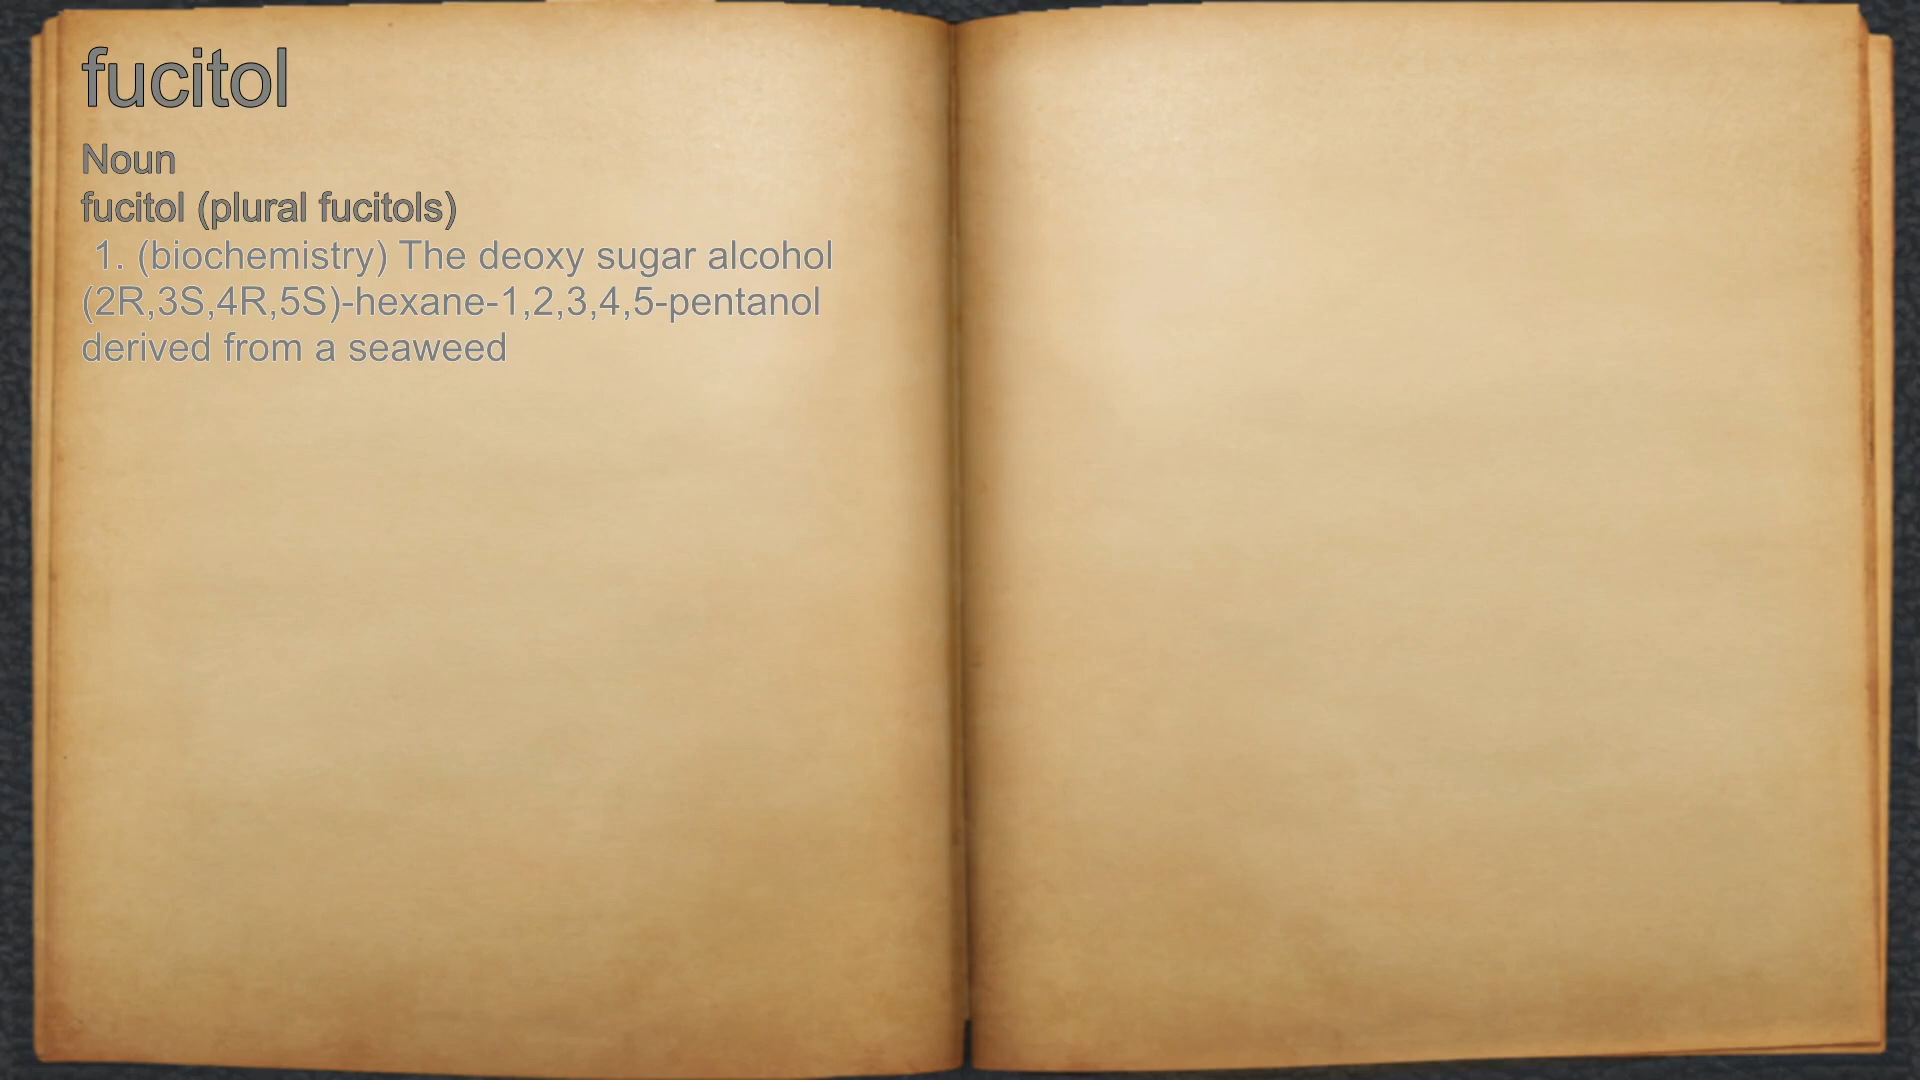 fucitol
Noun
fucitol (plural fucitols)
1. (biochemistry) The deoxy sugar alcohol
(2R,3S,4R,5S)-hexane-1,2,3,4,5-pentanol
derived from a seaweed